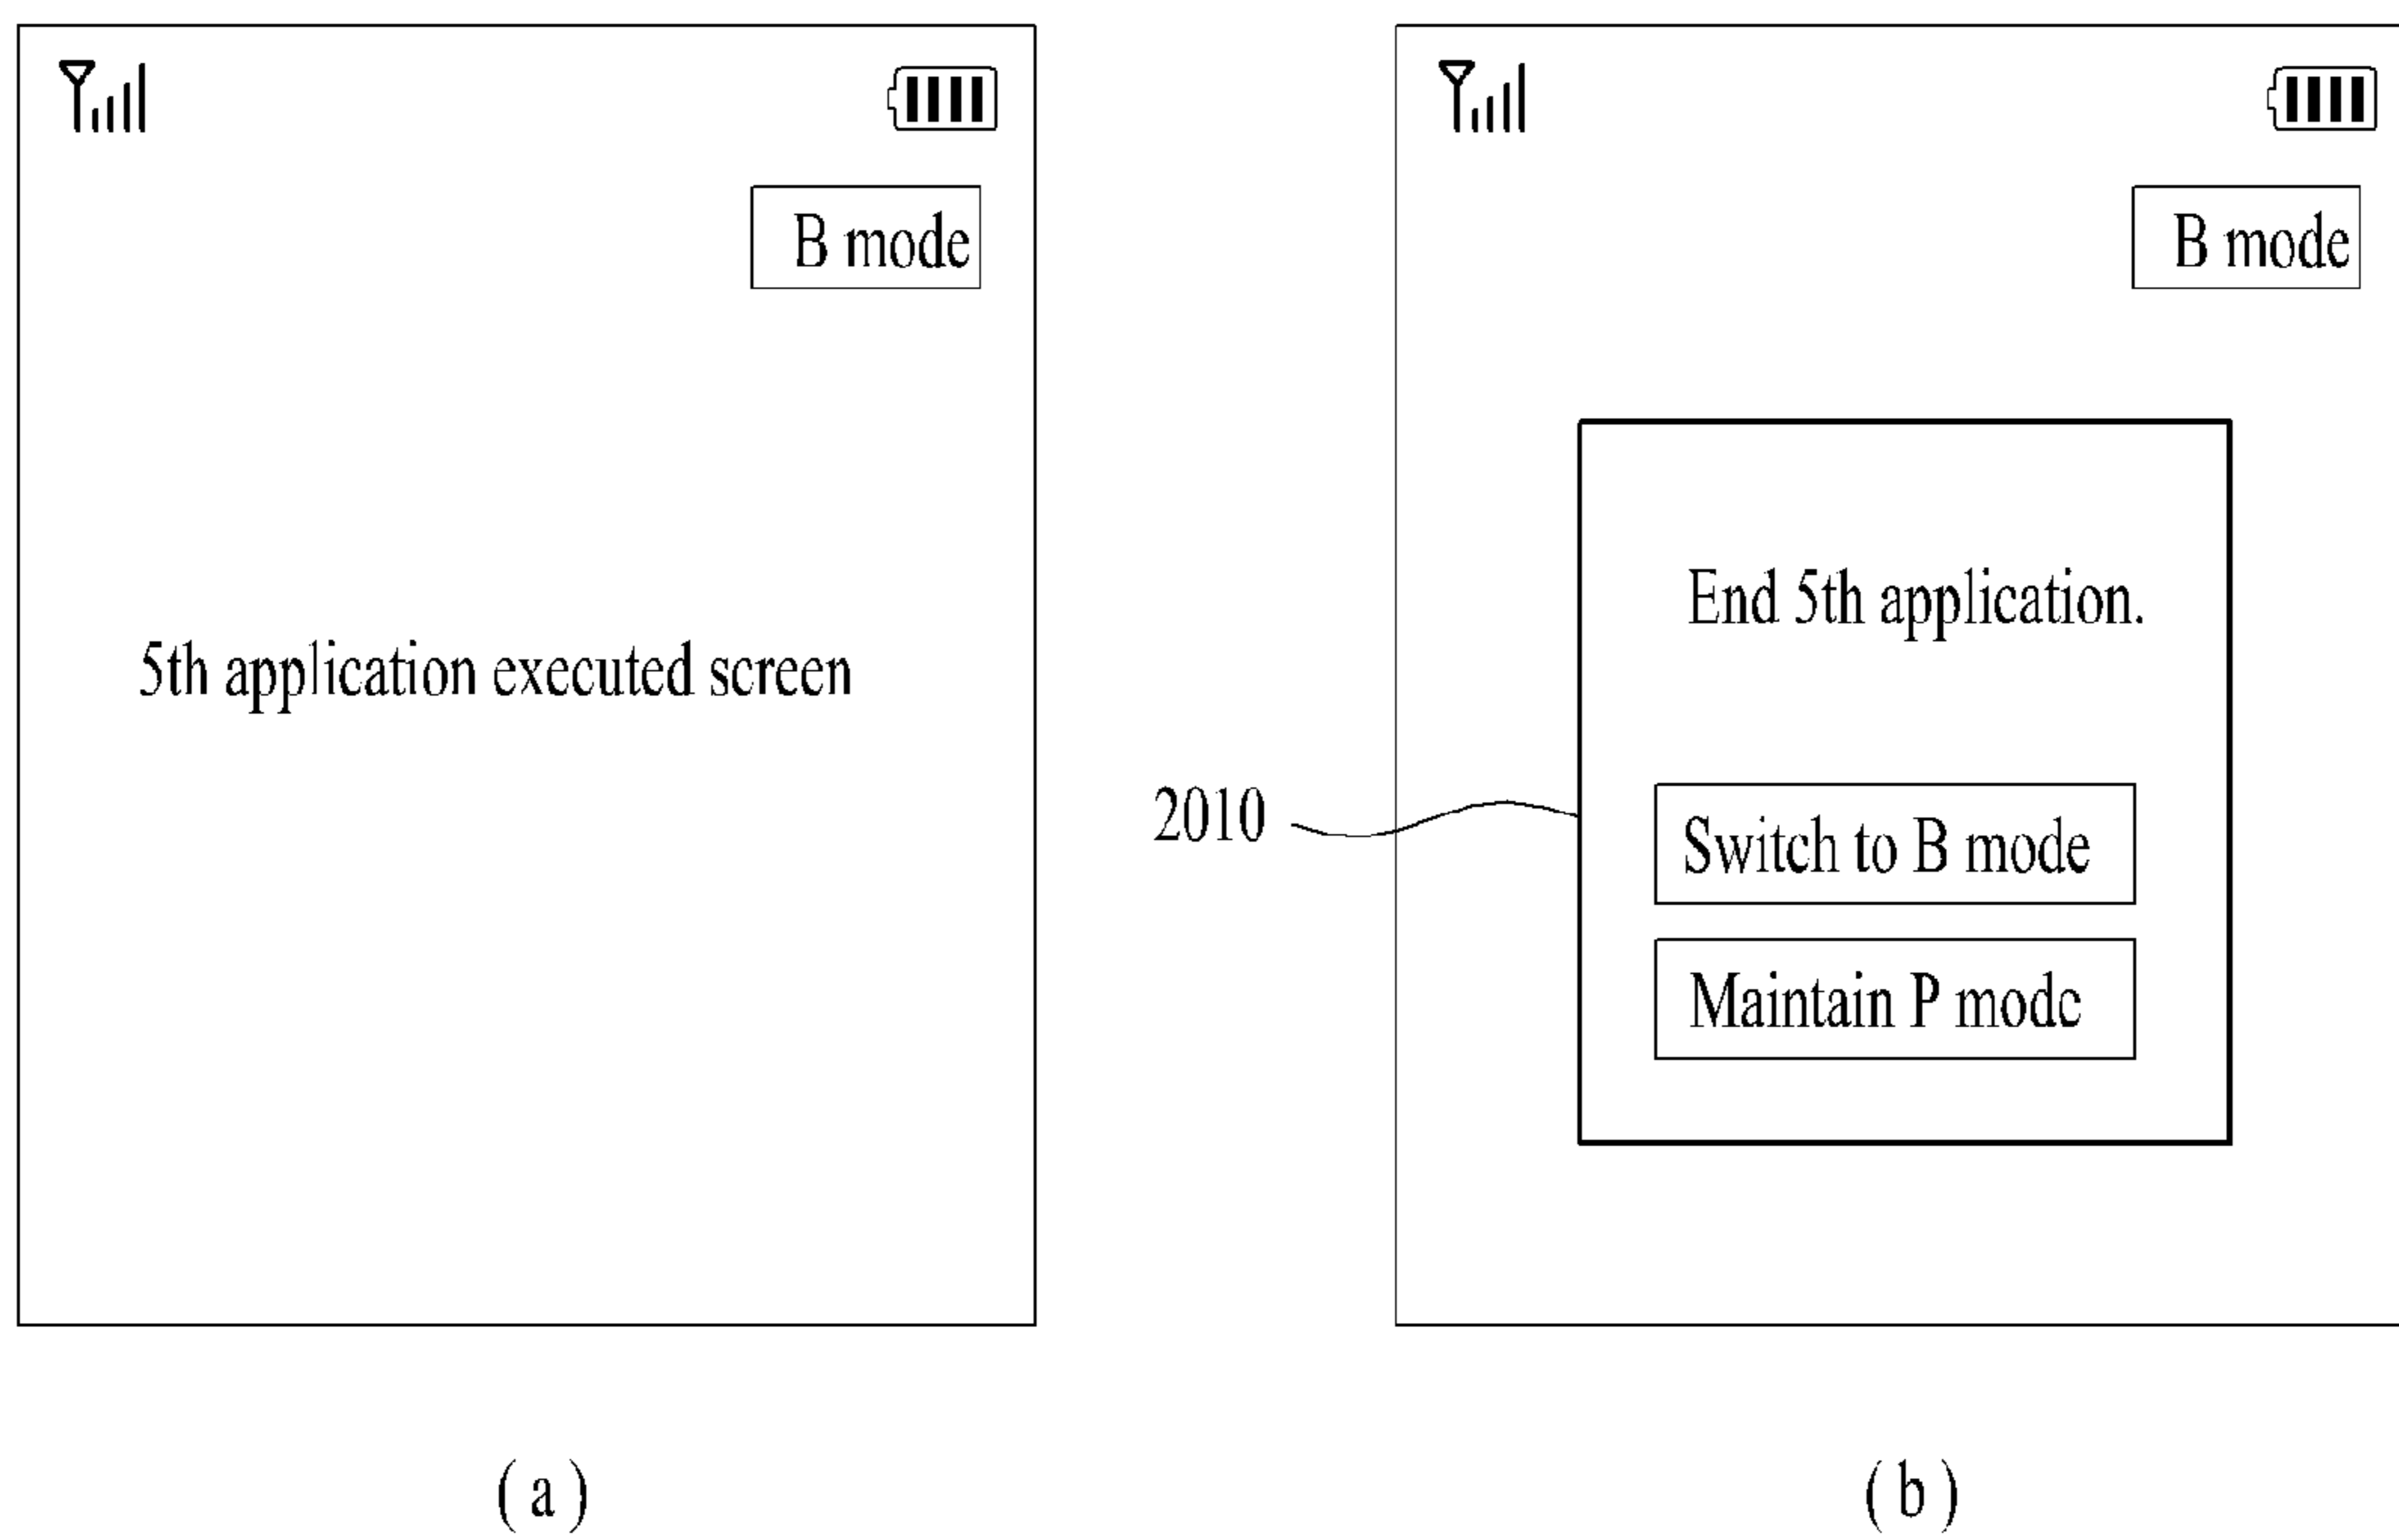 B mode
5th application executed screen
(a)
B mode
End 5th application.
2010
Switch to B mode
Maintain P mode
(b)